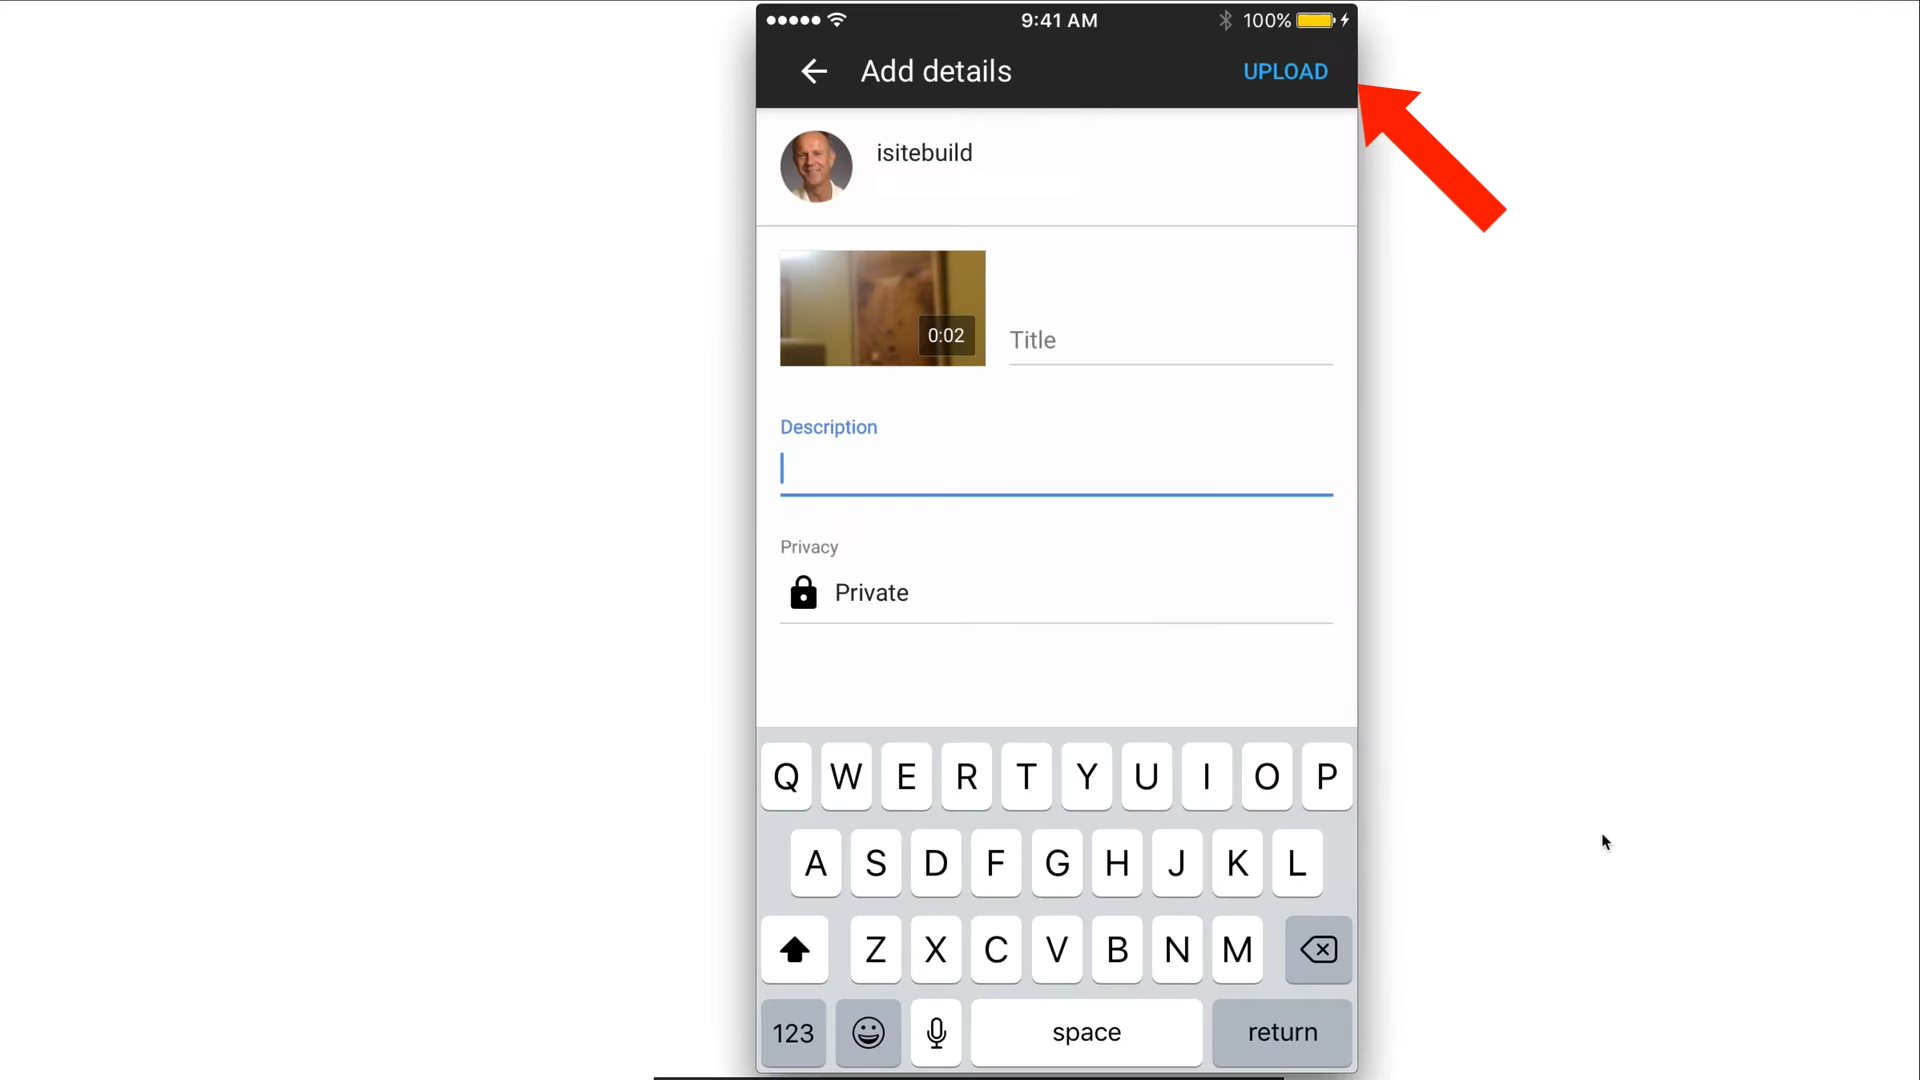 9:41 AM
100%
Add details
UPLOAD
isitebuild
0:02
Title
Description
Privacy
Private
Q W E R T Y U I O P
A S D F G H J K L
Z X C V B N M
123
space
return